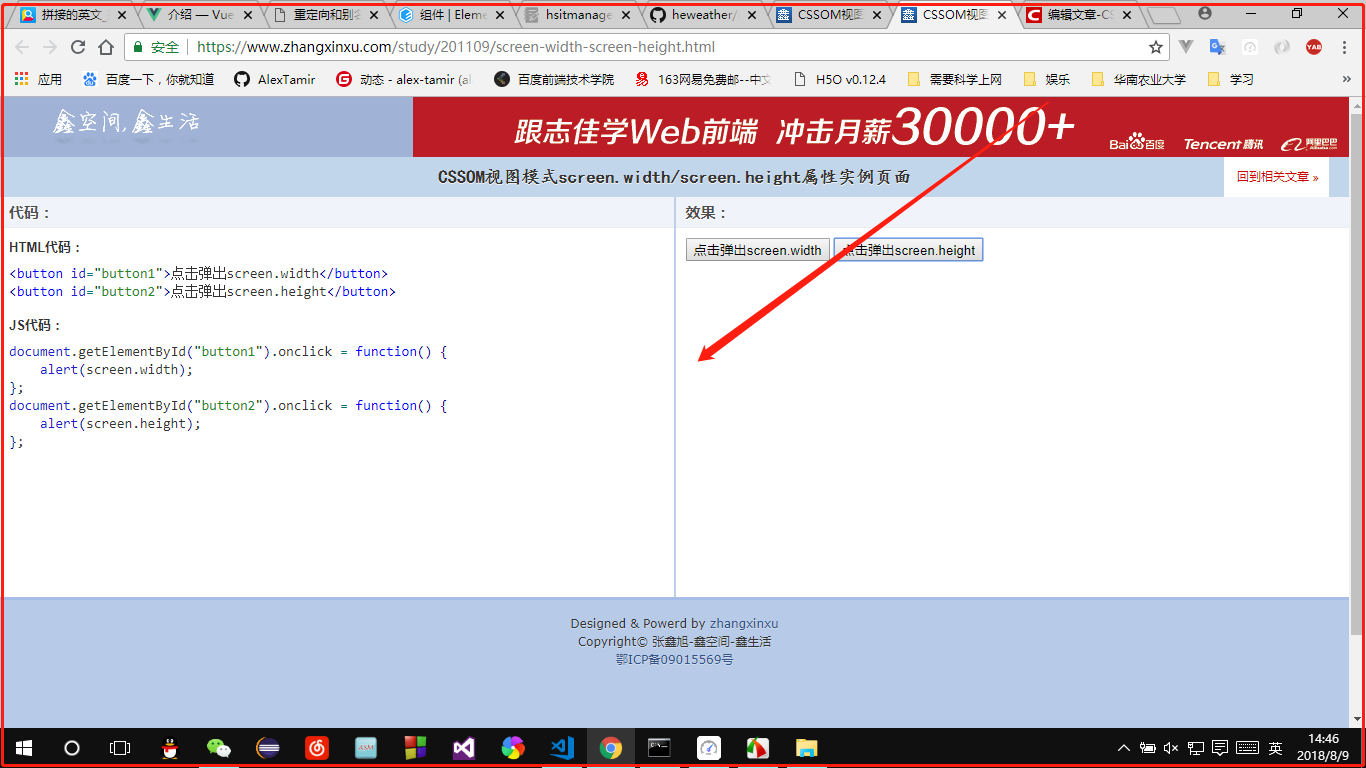 拼接的英文_
介绍 — Vue
重定向和别名
组件 | Eleme
hsitmanage
heweather/
CSSOM视图
CSSOM视图
编辑文章-CS
安全 https://www.zhangxinxu.com/study/201109/screen-width-screen-height.html
YAB
应用 百度一下，你就知道 AlexTamir 动态 - alex-tamir (al 百度前端技术学院 163网易免费邮--中文 H5O v0.12.4 需要科学上网 娱乐 华南农业大学 学习 »
鑫空间,鑫生活
跟志佳学Web前端 冲击月薪30000+
Bai百度 Tencent腾讯 阿里巴巴
CSSOM视图模式screen.width/screen.height属性实例页面
回到相关文章 »
代码：
HTML代码：
<button id="button1">点击弹出screen.width</button>
<button id="button2">点击弹出screen.height</button>
JS代码：
document.getElementById("button1").onclick = function() {
alert(screen.width);
};
document.getElementById("button2").onclick = function() {
alert(screen.height);
};
效果：
点击弹出screen.width 点击弹出screen.height
Designed & Powerd by zhangxinxu
Copyright© 张鑫旭-鑫空间-鑫生活
鄂ICP备09015569号
ASM
英
14:46
2018/8/9